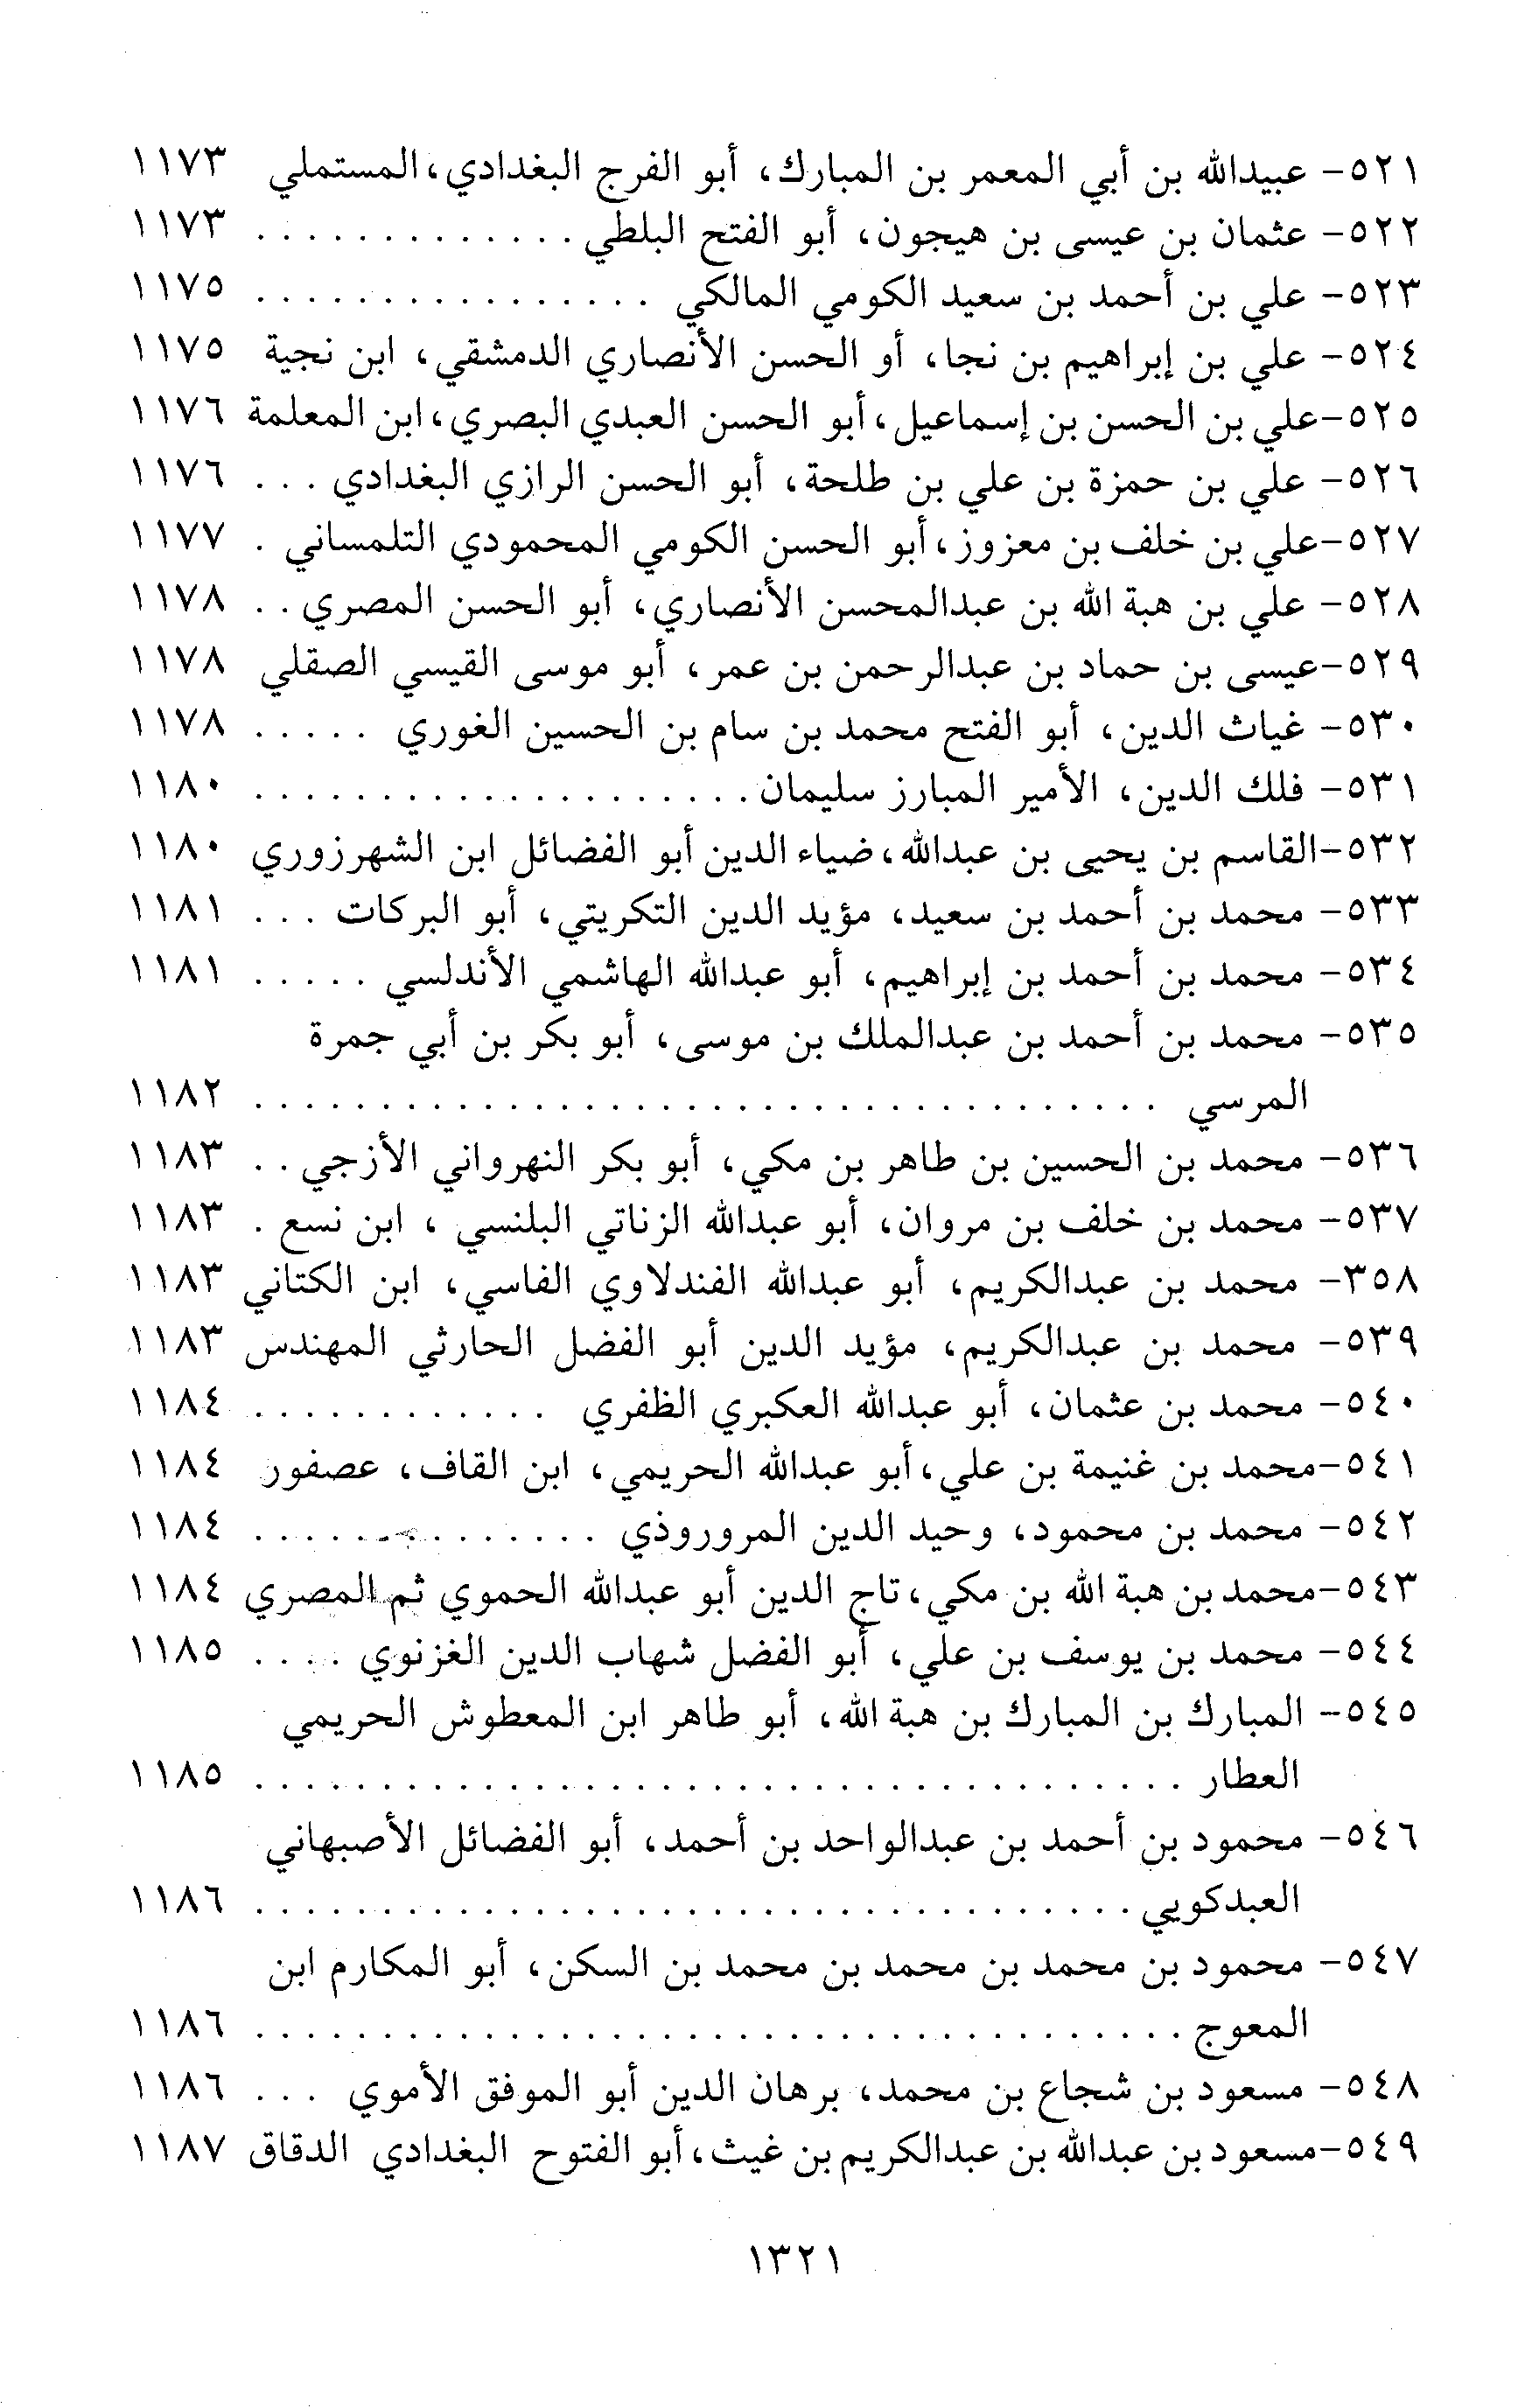 ٥٢١- عبيدالله بن أبي المعمر بن المبارك، أبو الفرج البغدادي، المستملي ١١٧٣
٥٢٢- عثمان بن عيسى بن هيجون، أبو الفتح البلطي . . . . . . . . . . . . . ١١٧٣
٥٢٣- علي بن أحمد بن سعيد الكومي المالكي . . . . . . . . . . . . . . . . ١١٧٥
٥٢٤- علي بن إبراهيم بن نجا، أو الحسن الأنصاري الدمشقي، ابن نجية ١١٧٥
٥٢٥-علي بن الحسن بن إسماعيل، أبو الحسن العبدي البصري، ابن المعلمة ١١٧٦
٥٢٦- علي بن حمزة بن علي بن طلحة، أبو الحسن الرازي البغدادي . . . ١١٧٦
٥٢٧-علي بن خلف بن معزوز، أبو الحسن الكومي المحمودي التلمساني . ١١٧٧
٥٢٨- علي بن هبة الله بن عبدالمحسن الأنصاري، أبو الحسن المصري . . ١١٧٨
٥٢٩-عيسى بن حماد بن عبدالرحمن بن عمر، أبو موسى القيسي الصقلي ١١٧٨
٥٣٠- غياث الدين، أبو الفتح محمد بن سام بن الحسين الغوري . . . . . ١١٧٨
٥٣١- فلك الدين، الأمير المبارز سليمان . . . . . . . . . . . . . . . . . . . . ١١٨٠
٥٣٢-القاسم بن يحيى بن عبدالله، ضياء الدين أبو الفضائل ابن الشهرزوري ١١٨٠
٥٣٣- محمد بن أحمد بن سعيد، مؤيد الدين التكريتي، أبو البركات . . . ١١٨١
٥٣٤- محمد بن أحمد بن إبراهيم، أبو عبدالله الهاشمي الأندلسي . . . . . ١١٨١
٥٣٥- محمد بن أحمد بن عبدالملك بن موسى، أبو بكر بن أبي جمرة
المرسي . . . . . . . . . . . . . . . . . . . . . . . . . . . . . . . . . . . . ١١٨٢
٥٣٦- محمد بن الحسين بن طاهر بن مكي، أبو بكر النهرواني الأزجي . . ١١٨٣
٥٣٧- محمد بن خلف بن مروان، أبو عبدالله الزناتي البلنسي ، ابن نسع . ١١٨٣
٣٥٨- محمد بن عبدالكريم، أبو عبدالله الفندلاوي الفاسي، ابن الكتاني ١١٨٣
٥٣٩- محمد بن عبدالكريم، مؤيد الدين أبو الفضل الحارثي المهندس ١١٨٣
٥٤٠- محمد بن عثمان، أبو عبدالله العكبري الظفري . . . . . . . . . . . . ١١٨٤
٥٤١-محمد بن غنيمة بن علي، أبو عبدالله الحريمي، ابن القاف، عصفور ١١٨٤
٥٤٢- محمد بن محمود، وحيد الدين المروروذي . . . . . . . . . . . . . . ١١٨٤
٥٤٣-محمد بن هبة الله بن مكي، تاج الدين أبو عبدالله الحموي ثم المصري ١١٨٤
٥٤٤- محمد بن يوسف بن علي، أبو الفضل شهاب الدين الغزنوي . . . . ١١٨٥
٥٤٥- المبارك بن المبارك بن هبة الله، أبو طاهر ابن المعطوش الحريمي
العطار . . . . . . . . . . . . . . . . . . . . . . . . . . . . . . . . . . . . . ١١٨٥
٥٤٦- محمود بن أحمد بن عبدالواحد بن أحمد، أبو الفضائل الأصبهاني
العبدكويي . . . . . . . . . . . . . . . . . . . . . . . . . . . . . . . . . . . ١١٨٦
٥٤٧- محمود بن محمد بن محمد بن محمد بن السكن، أبو المكارم ابن
المعوج . . . . . . . . . . . . . . . . . . . . . . . . . . . . . . . . . . . . . ١١٨٦
٥٤٨- مسعود بن شجاع بن محمد، برهان الدين أبو الموفق الأموي . . . ١١٨٦
٥٤٩-مسعود بن عبدالله بن عبدالكريم بن غيث، أبو الفتوح البغدادي الدقاق ١١٨٧
١٣٢١